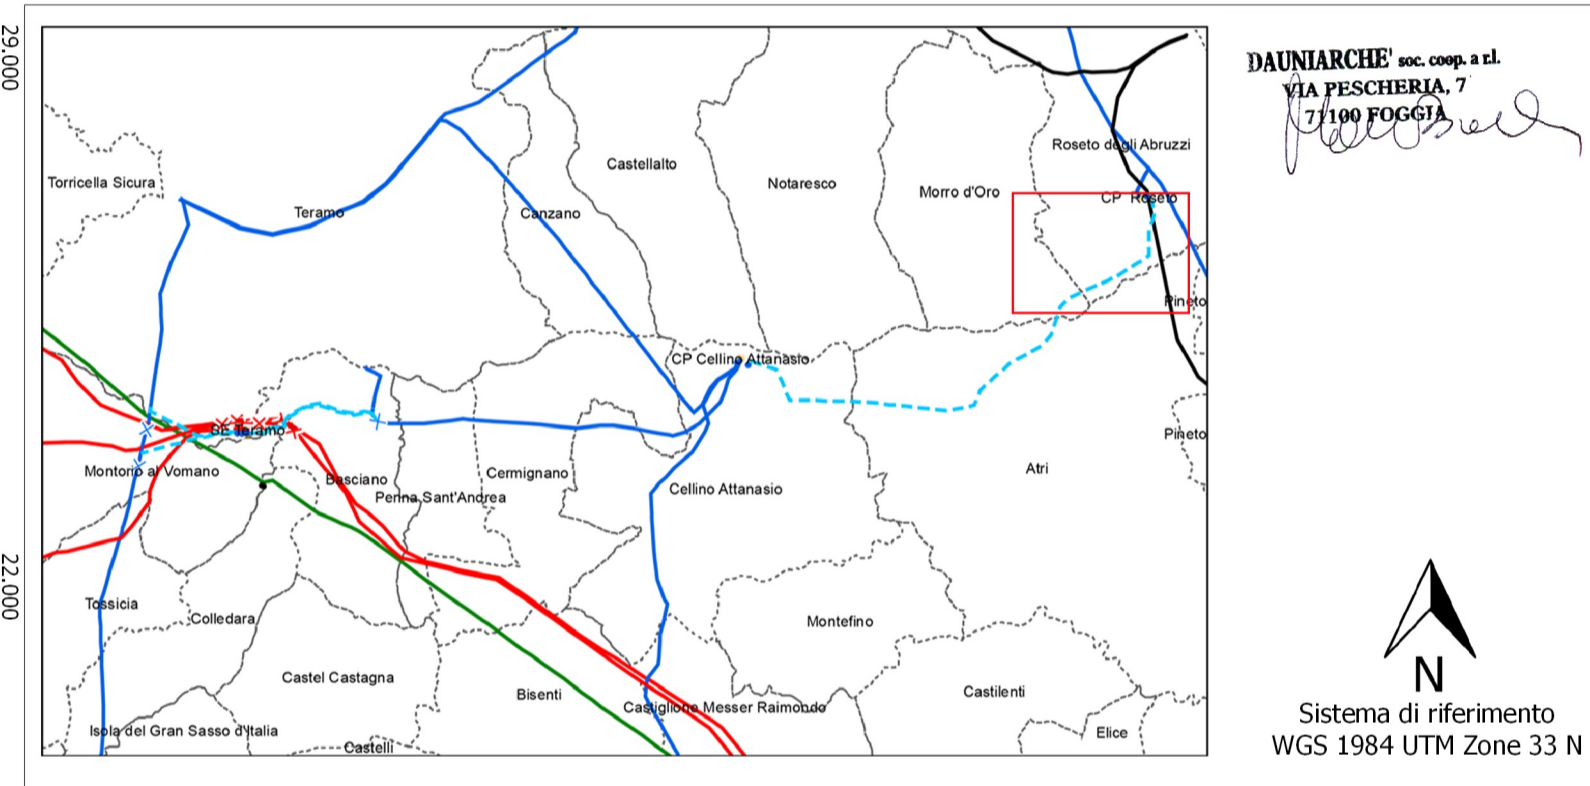 29.000
22.000
Torricella Sicura
Teramo
Canzano
Castellalto
Notaresco
Morro d'Oro
Roseto degli Abruzzi
CP Roseto
Pineto
CP Cellino Attanasio
SE Teramo
Montorio al Vomano
Basciano
Penna Sant'Andrea
Cermignano
Cellino Attanasio
Atri
Pineto
Tossicia
Colledara
Montefino
Castel Castagna
Bisenti
Castiglione Messer Raimondo
Castilenti
Isola del Gran Sasso d'Italia
Castelli
Elice
DAUNIARCHE' soc. coop. a r.l.
VIA PESCHERIA, 7
71100 FOGGIA
N
Sistema di riferimento
WGS 1984 UTM Zone 33 N